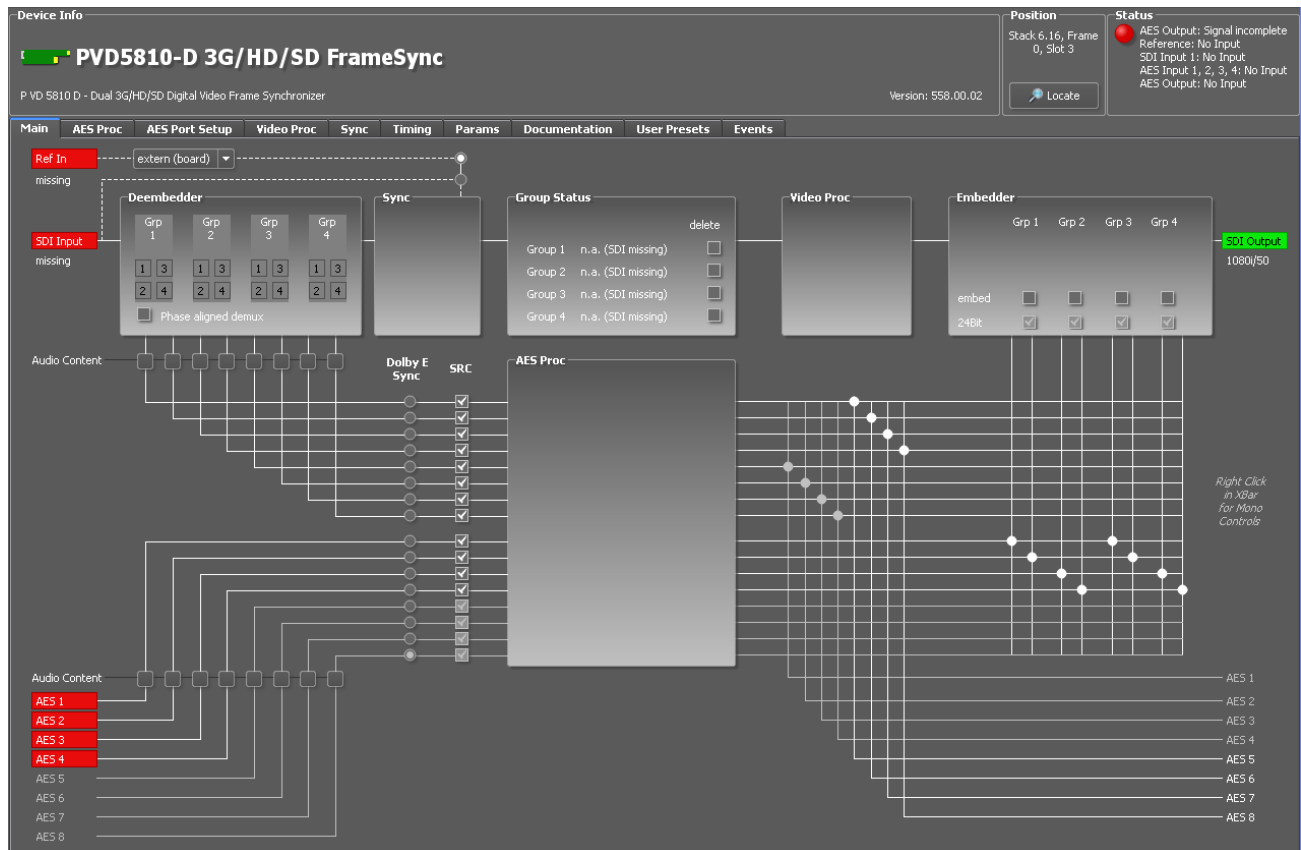 Device Info
PVD5810-D 3G/HD/SD FrameSync
P VD 5810 D - Dual 3G/HD/SD Digital Video Frame Synchronizer
Version: 558.00.02
Position
Stack 6.16, Frame
0, Slot 3
Locate
Status
AES Output: Signal incomplete
Reference: No Input
SDI Input 1: No Input
AES Input 1, 2, 3, 4: No Input
AES Output: No Input
Main AES Proc AES Port Setup Video Proc Sync Timing Params Documentation User Presets Events
Ref In extern (board)
missing
Deembedder Sync Group Status Video Proc Embedder
Grp 1 Grp 2 Grp 3 Grp 4
delete
Grp 1 Grp 2 Grp 3 Grp 4
SDI Input
missing
SDI Output
1080i/50
Group 1 n.a. (SDI missing)
1 3 1 3 1 3 1 3
Group 2 n.a. (SDI missing)
2 4 2 4 2 4 2 4
Group 3 n.a. (SDI missing)
embed
Phase aligned demux
Group 4 n.a. (SDI missing)
24Bit
Audio Content
Dolby E
Sync
SRC
AES Proc
Right Click
in XBar
for Mono
Controls
Audio Content
AES 1
AES 2
AES 3
AES 4
AES 5
AES 6
AES 7
AES 8
AES 1
AES 2
AES 3
AES 4
AES 5
AES 6
AES 7
AES 8